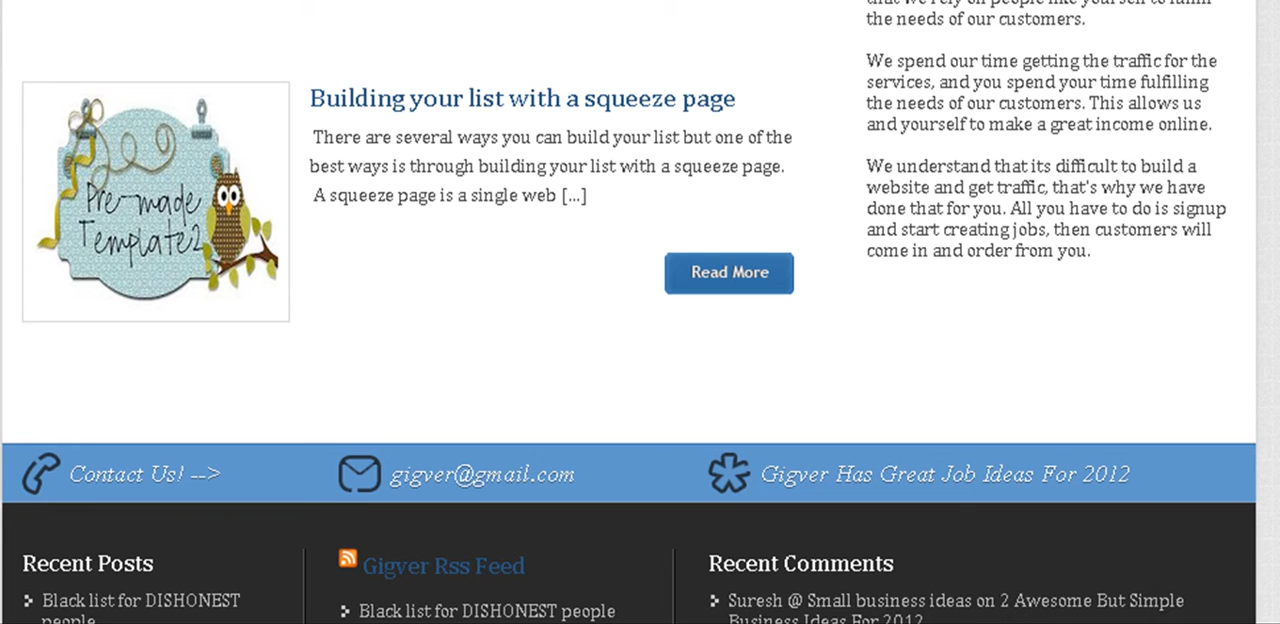 the needs of our customers.
We spend our time getting the traffic for the
services, and you spend your time fulfilling
the needs of our customers. This allows us
and yourself to make a great income online.
We understand that its difficult to build a
website and get traffic, that's why we have
done that for you. All you have to do is signup
and start creating jobs, then customers will
come in and order from you.
Pre-made
Template2
Building your list with a squeeze page
There are several ways you can build your list but one of the
best ways is through building your list with a squeeze page.
A squeeze page is a single web [...]
Read More
Contact Us! -->
gigver@gmail.com
Gigver Has Great Job Ideas For 2012
Recent Posts
Black list for DISHONEST
people
Gigver Rss Feed
Black list for DISHONEST people
Recent Comments
Suresh @ Small business ideas on 2 Awesome But Simple
Business Ideas For 2012